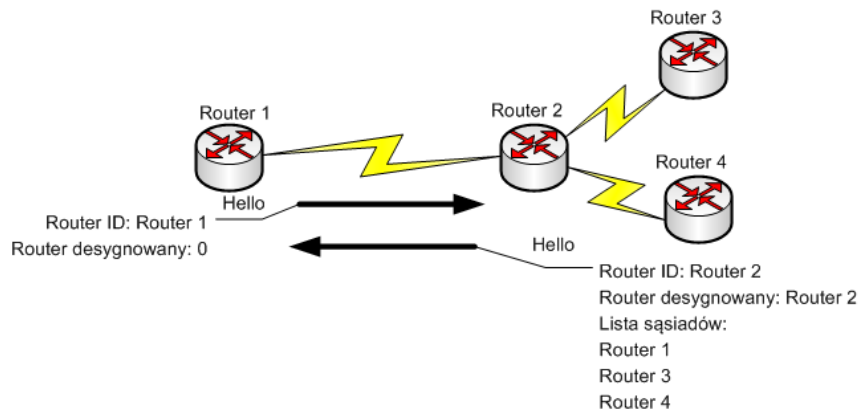 Router 3
Router 1
Router 2
Router 4
Hello
Router ID: Router 1
Router desygnowany: 0
Hello
Router ID: Router 2
Router desygnowany: Router 2
Lista sąsiadów:
Router 1
Router 3
Router 4